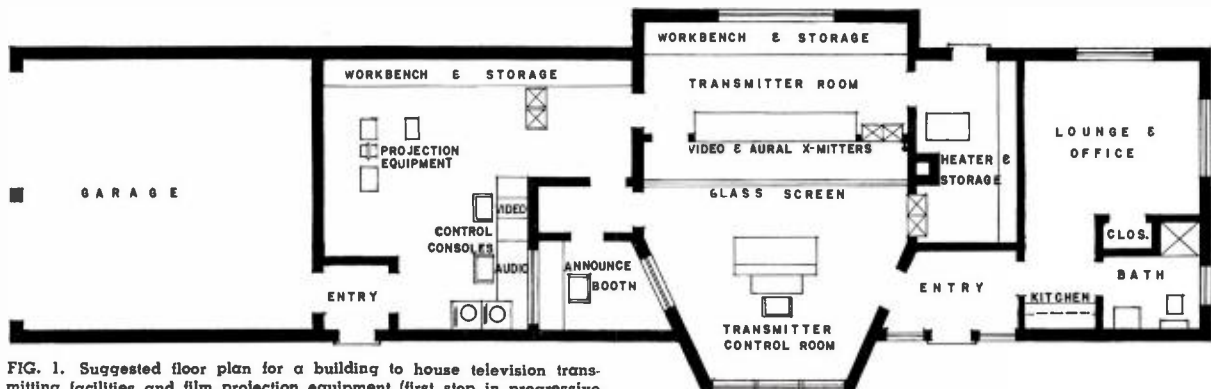 WORKBENCH & STORAGE
WORKBENCH & STORAGE
TRANSMITTER ROOM
PROJECTION
EQUIPMENT
VIDEO & AURAL X-MITTERS
HEATER &
STORAGE
LOUNGE &
OFFICE
GARAGE
GLASS SCREEN
VIDEO
CONTROL
CONSOLES
AUDIO
ANNOUNCE
BOOTH
CLOS.
BATH
ENTRY
ENTRY
KITCHEN
TRANSMITTER
CONTROL ROOM
FIG. 1. Suggested floor plan for a building to house television trans-
mitting facilities and film projection equipment (first step in progressive